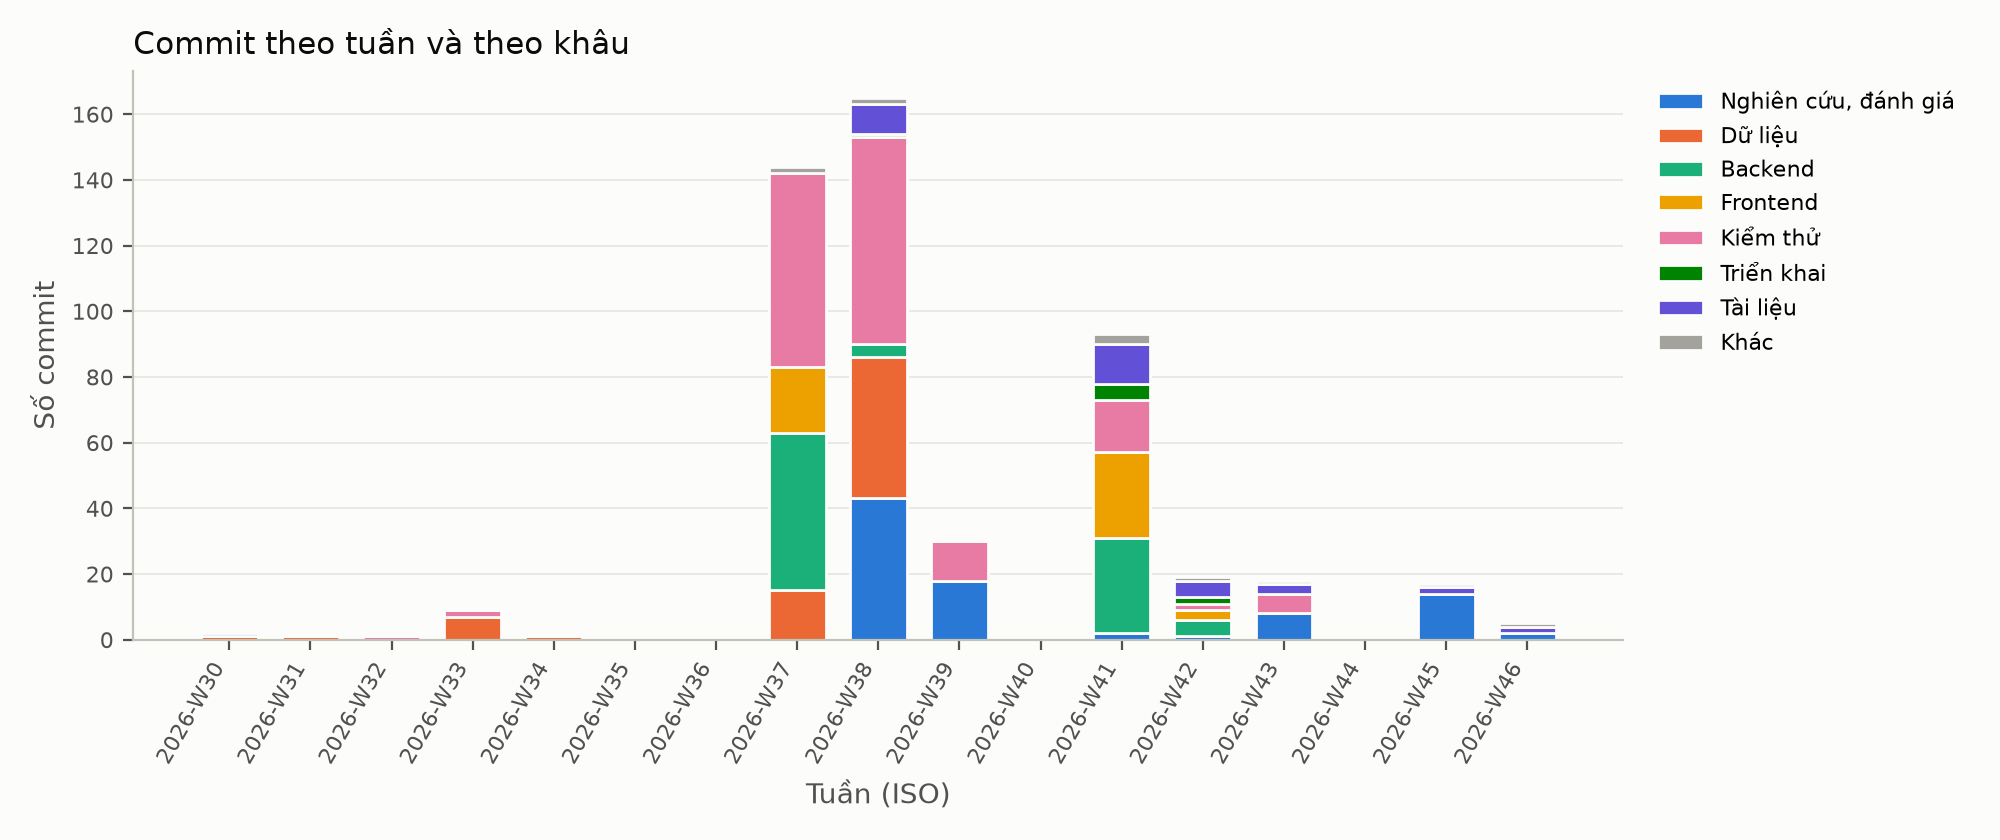 Commit theo tuần và theo khâu
Số commit
160
140
120
100
80
60
40
20
0
2026-W30
2026-W31
2026-W32
2026-W33
2026-W34
2026-W35
2026-W36
2026-W37
2026-W38
2026-W39
2026-W40
2026-W41
2026-W42
2026-W43
2026-W44
2026-W45
2026-W46
Tuần (ISO)
Nghiên cứu, đánh giá
Dữ liệu
Backend
Frontend
Kiểm thử
Triển khai
Tài liệu
Khác